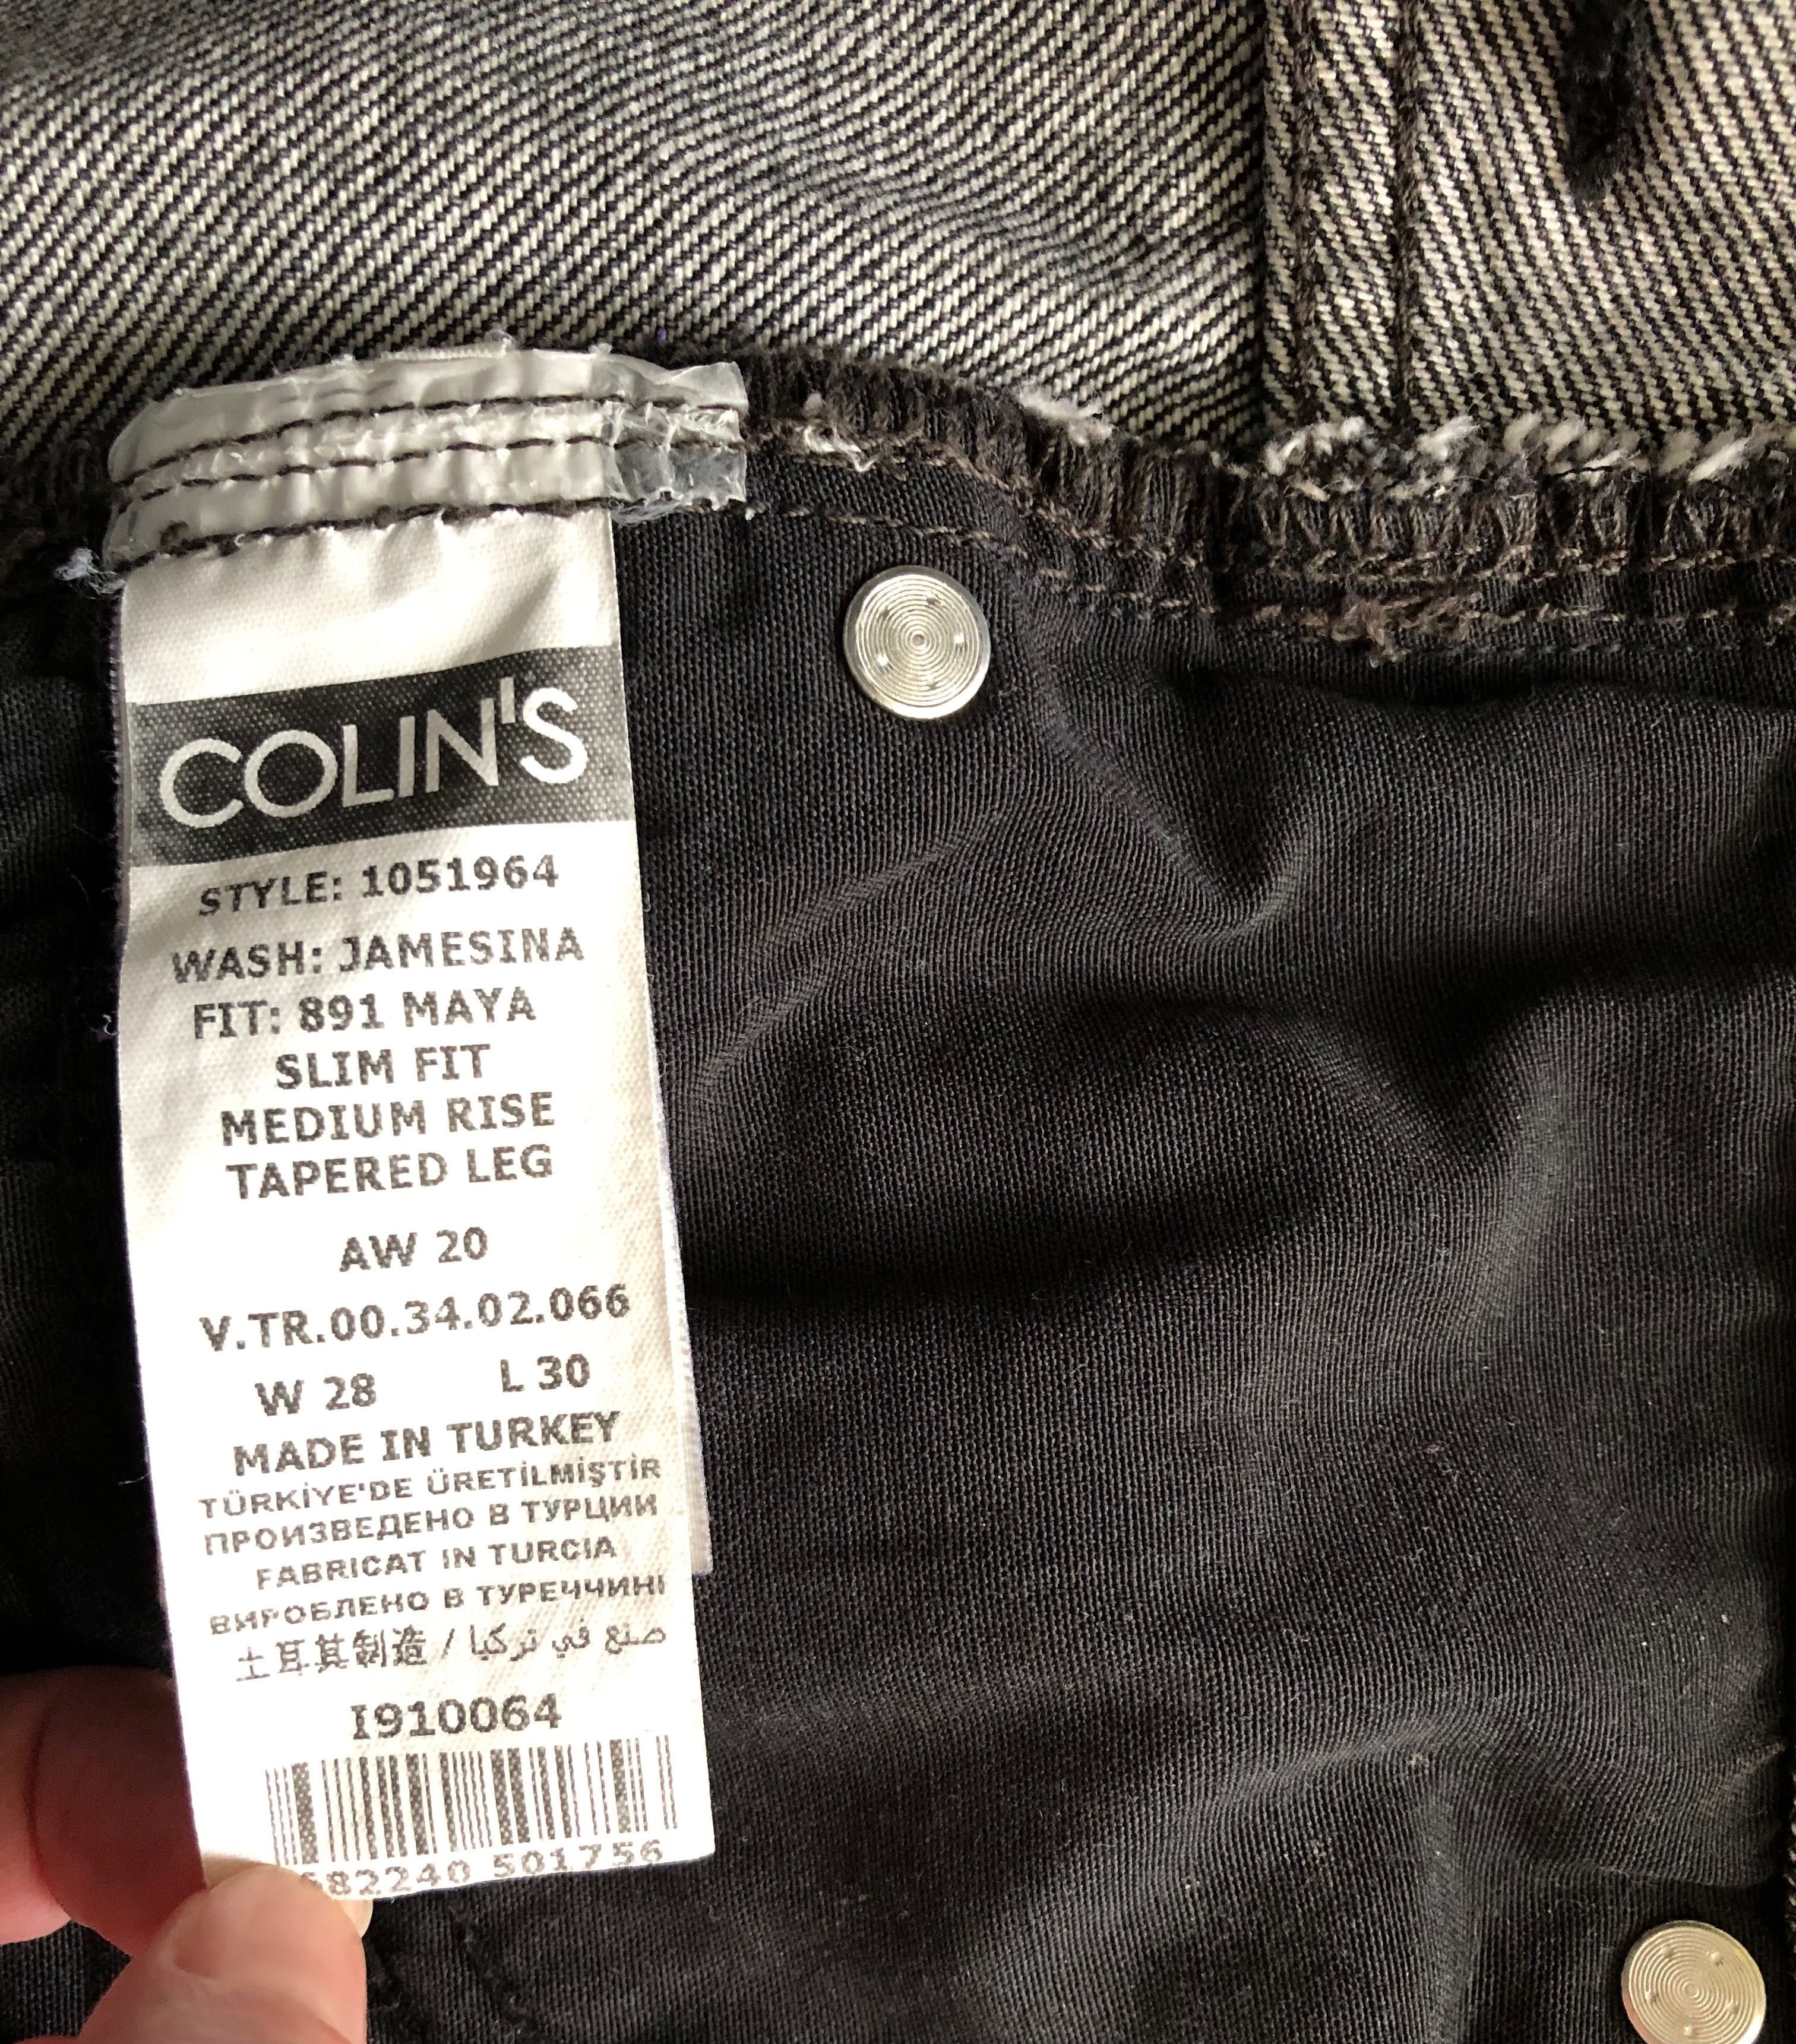 COLIN'S
STYLE: 1051964
WASH: JAMESINA
FIT: 891 MAYA
SLIM FIT
MEDIUM RISE
TAPERED LEG
AW 20
V.TR.00.34.02.066
W 28 L 30
MADE IN TURKEY
TÜRKİYE'DE ÜRETİLMİŞTİR
ПРОИЗВЕДЕНО В ТУРЦИИ
FABRICAT IN TURCIA
ВИРОБЛЕНО В ТУРЕЧЧИНІ
土耳其制造 / صنع في تركيا
I910064
682240 501756